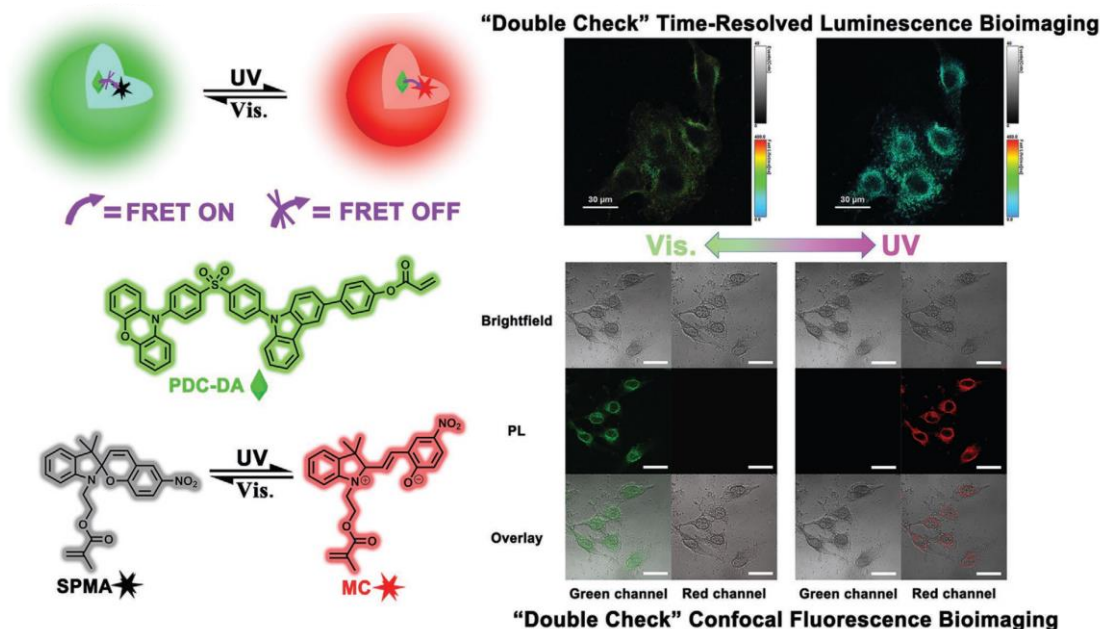 “Double Check” Time-Resolved Luminescence Bioimaging
UV
Vis.
= FRET ON
= FRET OFF
30 µm
30 µm
Vis.
UV
O
O
S
N
N
O
O
O
PDC-DA
Brightfield
PL
Overlay
UV
Vis.
N
O
NO₂
O
O
SPMA
NO₂
N
⊕
O
⊖
O
O
MC
Green channel
Red channel
Green channel
Red channel
“Double Check” Confocal Fluorescence Bioimaging